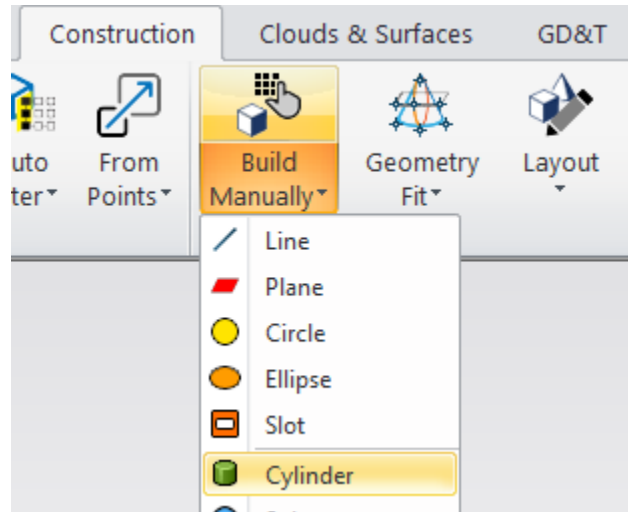 Construction
Clouds & Surfaces
GD&T
uto
ter
From
Points
Build
Manually
Geometry
Fit
Layout
Line
Plane
Circle
Ellipse
Slot
Cylinder